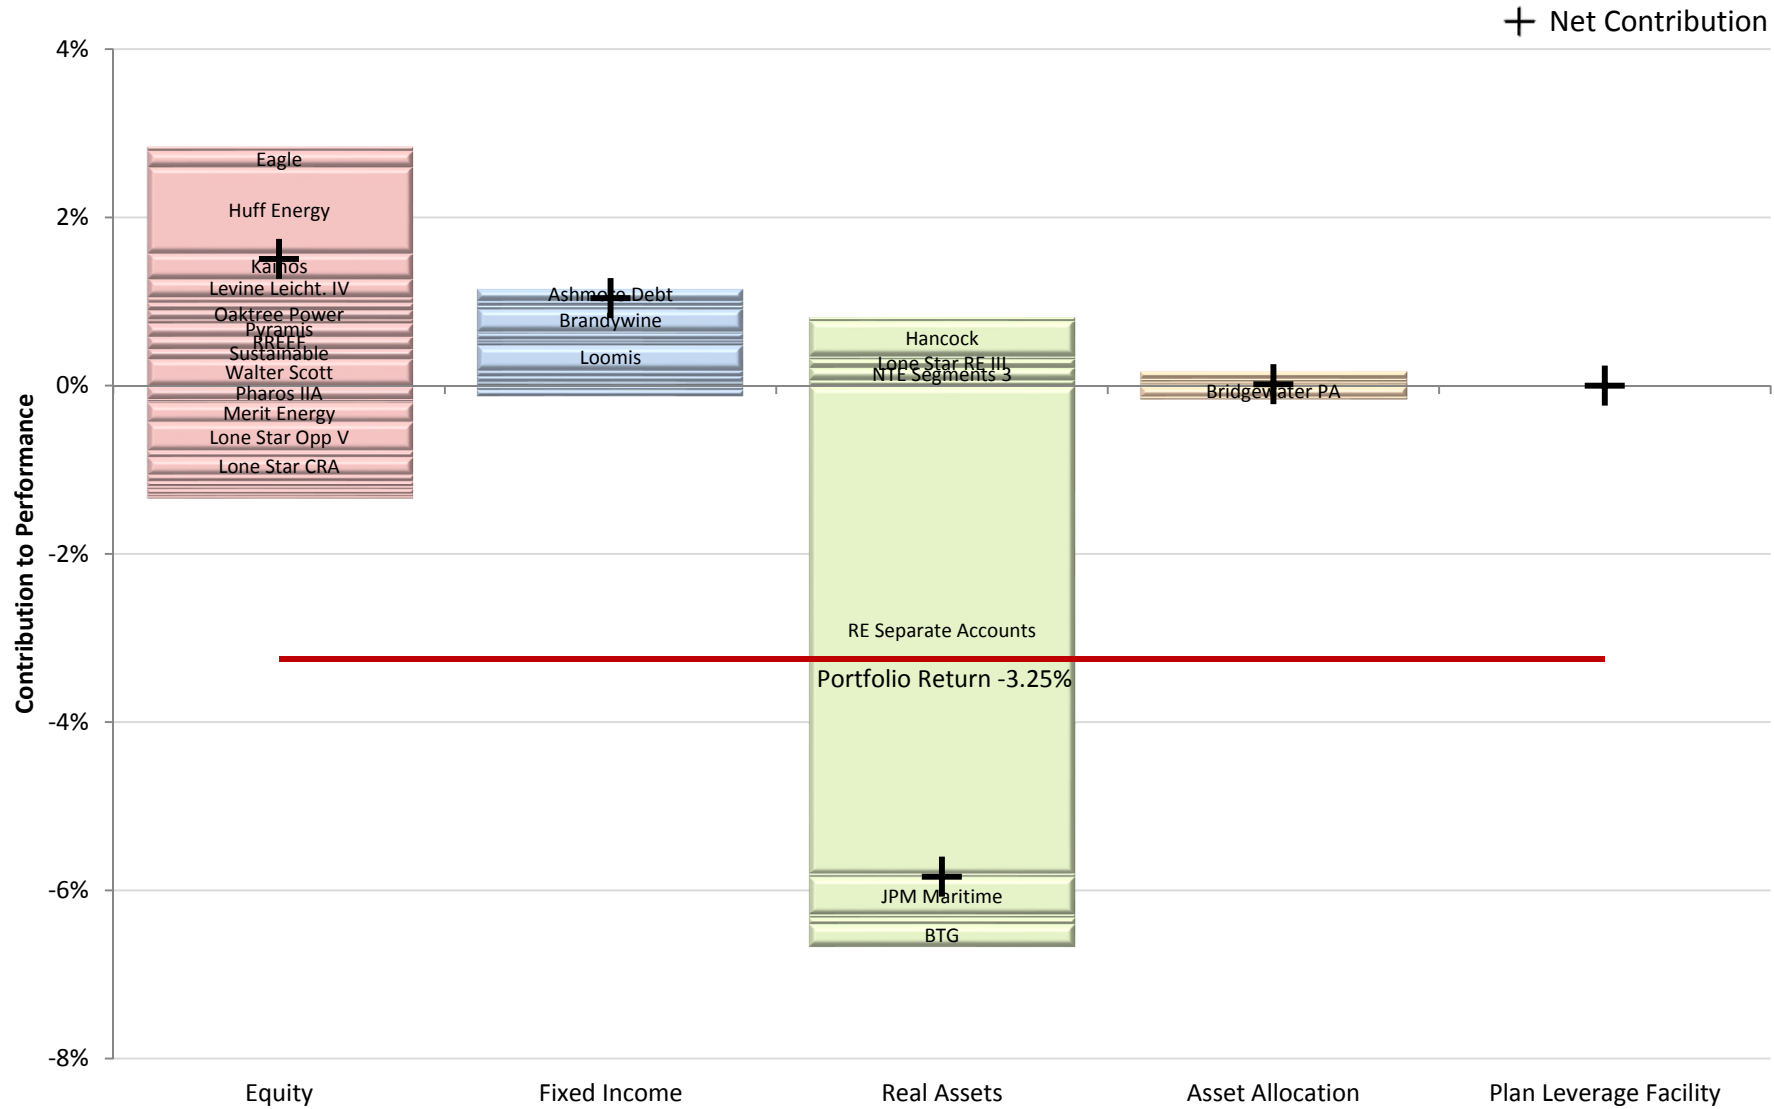 Net Contribution
4%
2%
0%
-2%
-4%
-6%
-8%
Contribution to Performance
Eagle
Huff Energy
Kainos
Levine Leicht. IV
Oaktree Power
Pyramis
RREEF
Sustainable
Walter Scott
Pharos IIA
Merit Energy
Lone Star Opp V
Lone Star CRA
Ashmore Debt
Brandywine
Loomis
Hancock
Lone Star RE III
NTE Segments 3
RE Separate Accounts
Portfolio Return -3.25%
JPM Maritime
BTG
Bridgewater PA
Equity
Fixed Income
Real Assets
Asset Allocation
Plan Leverage Facility